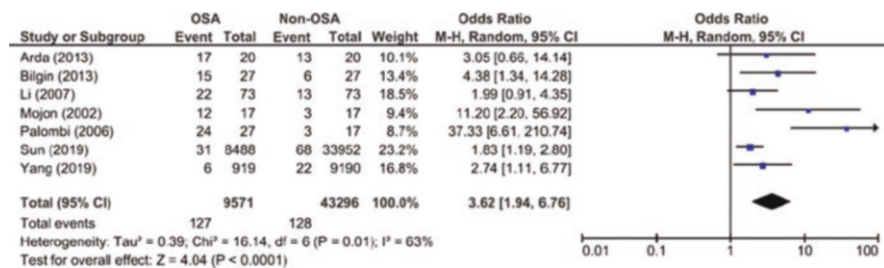 OSA Non-OSA Odds Ratio Odds Ratio
Study or Subgroup Event Total Event Total Weight M-H, Random, 95% CI M-H, Random, 95% CI
Arda (2013) 17 20 13 20 10.1% 3.05 [0.66, 14.14]
Bilgin (2013) 15 27 6 27 13.4% 4.38 [1.34, 14.28]
Li (2007) 22 73 13 73 18.5% 1.99 [0.91, 4.35]
Mojon (2002) 12 17 3 17 9.4% 11.20 [2.20, 56.92]
Palombi (2006) 24 27 3 17 8.7% 37.33 [6.61, 210.74]
Sun (2019) 31 8488 68 33952 23.2% 1.83 [1.19, 2.80]
Yang (2019) 6 919 22 9190 16.8% 2.74 [1.11, 6.77]
Total (95% CI) 9571 43296 100.0% 3.62 [1.94, 6.76]
Total events 127 128
Heterogeneity: Tau² = 0.39; Chi² = 16.14, df = 6 (P = 0.01); I² = 63%
Test for overall effect: Z = 4.04 (P < 0.0001)
0.01 0.1 1 10 100